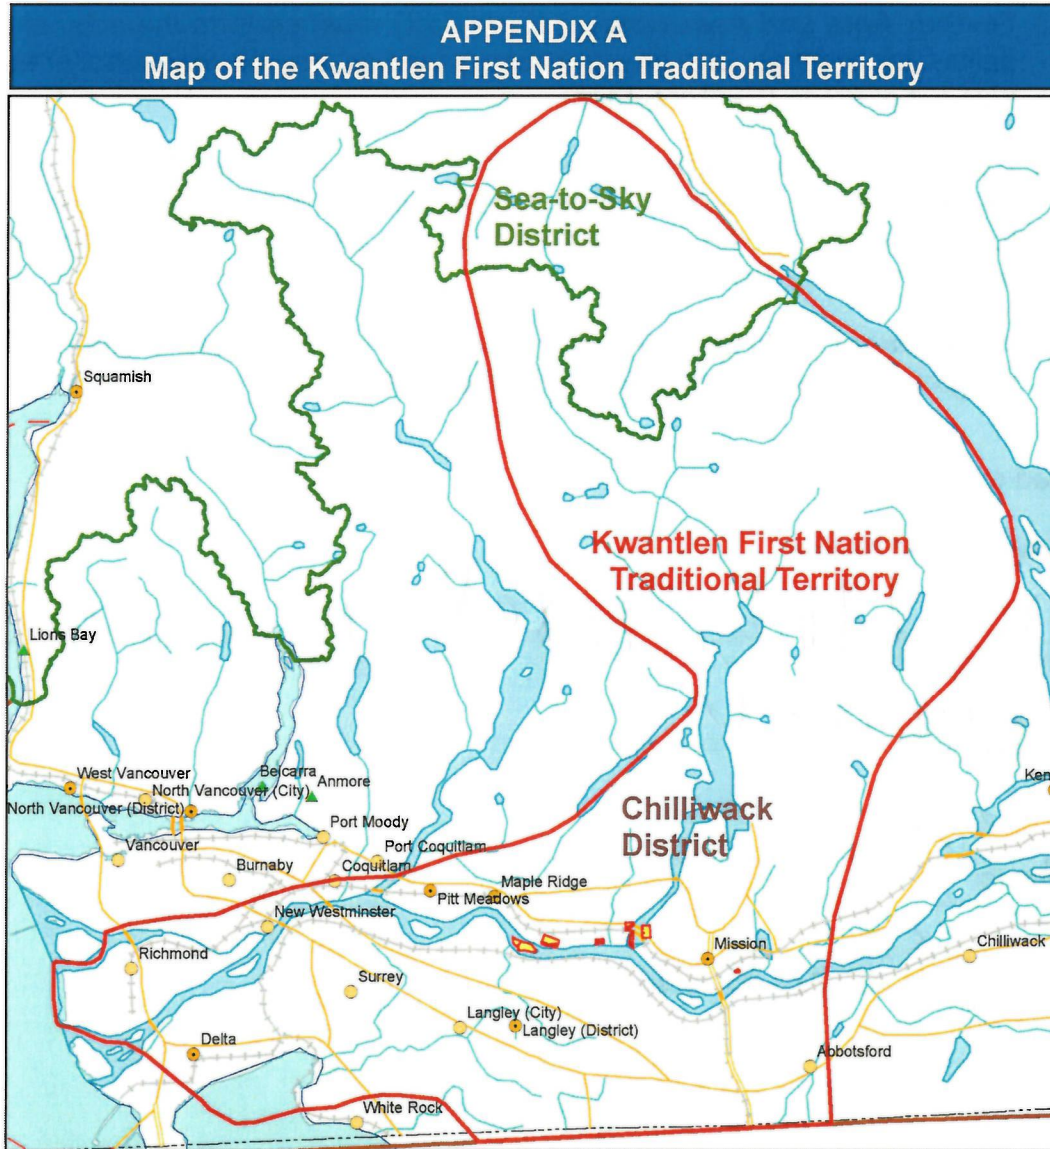 APPENDIX A
Map of the Kwantlen First Nation Traditional Territory
Sea-to-Sky
District
Squamish
Kwantlen First Nation
Traditional Territory
Lions Bay
West Vancouver
Belcarra
Anmore
North Vancouver (City)
North Vancouver (District)
Ken
Chilliwack
District
Port Moody
Vancouver
Port Coquitlam
Burnaby
Coquitlam
Maple Ridge
Pitt Meadows
New Westminster
Mission
Chilliwack
Richmond
Surrey
Langley (City)
Langley (District)
Delta
Abbotsford
White Rock